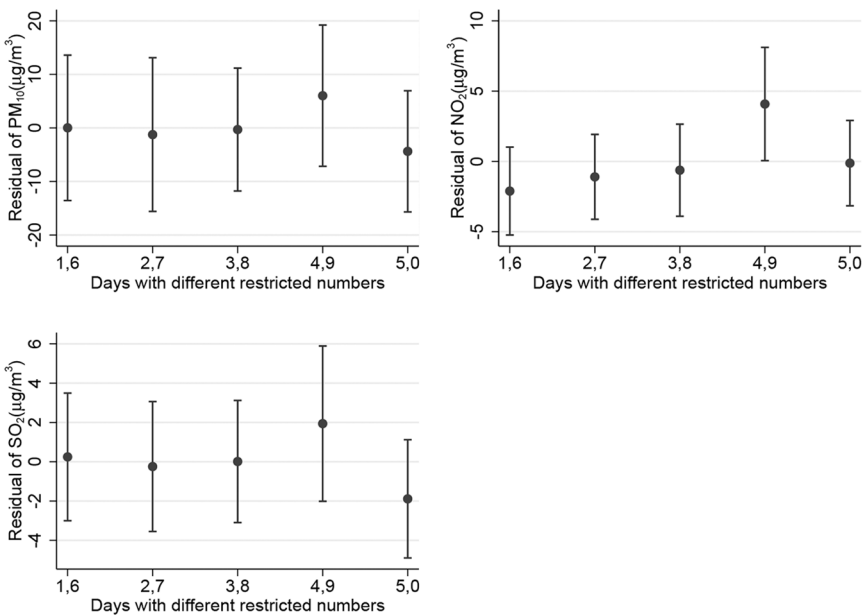 Residual of PM₁₀(µg/m³)
20
10
0
-10
-20
1,6 2,7 3,8 4,9 5,0
Days with different restricted numbers
Residual of NO₂(µg/m³)
10
5
0
-5
1,6 2,7 3,8 4,9 5,0
Days with different restricted numbers
Residual of SO₂(µg/m³)
6
4
2
0
-2
-4
1,6 2,7 3,8 4,9 5,0
Days with different restricted numbers